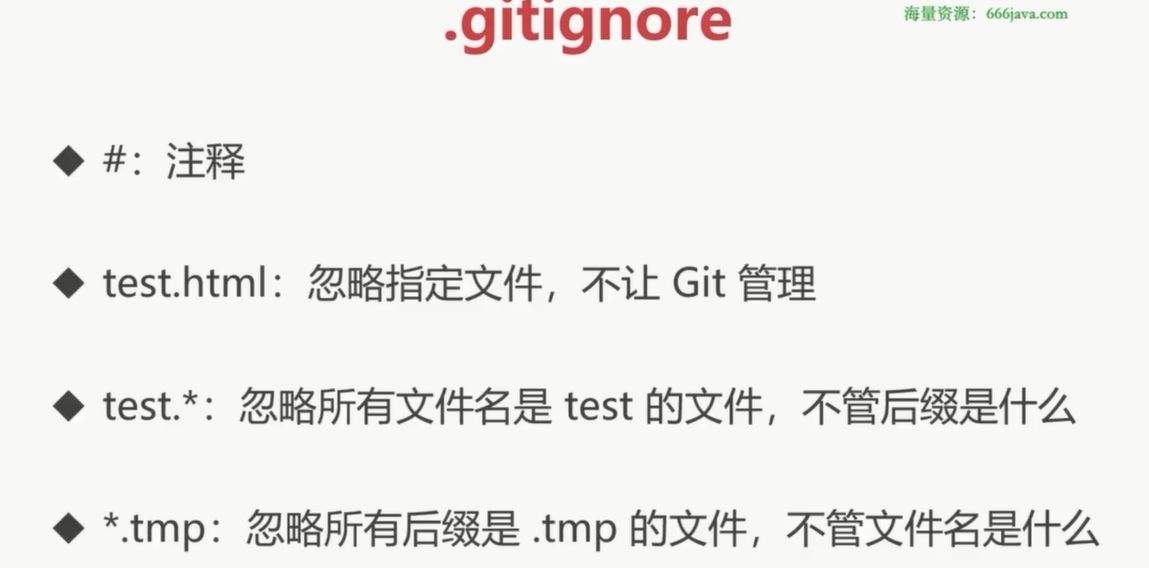 .gitignore
海量资源：666java.com
◆ #：注释
◆ test.html：忽略指定文件，不让 Git 管理
◆ test.*：忽略所有文件名是 test 的文件，不管后缀是什么
◆ *.tmp：忽略所有后缀是 .tmp 的文件，不管文件名是什么